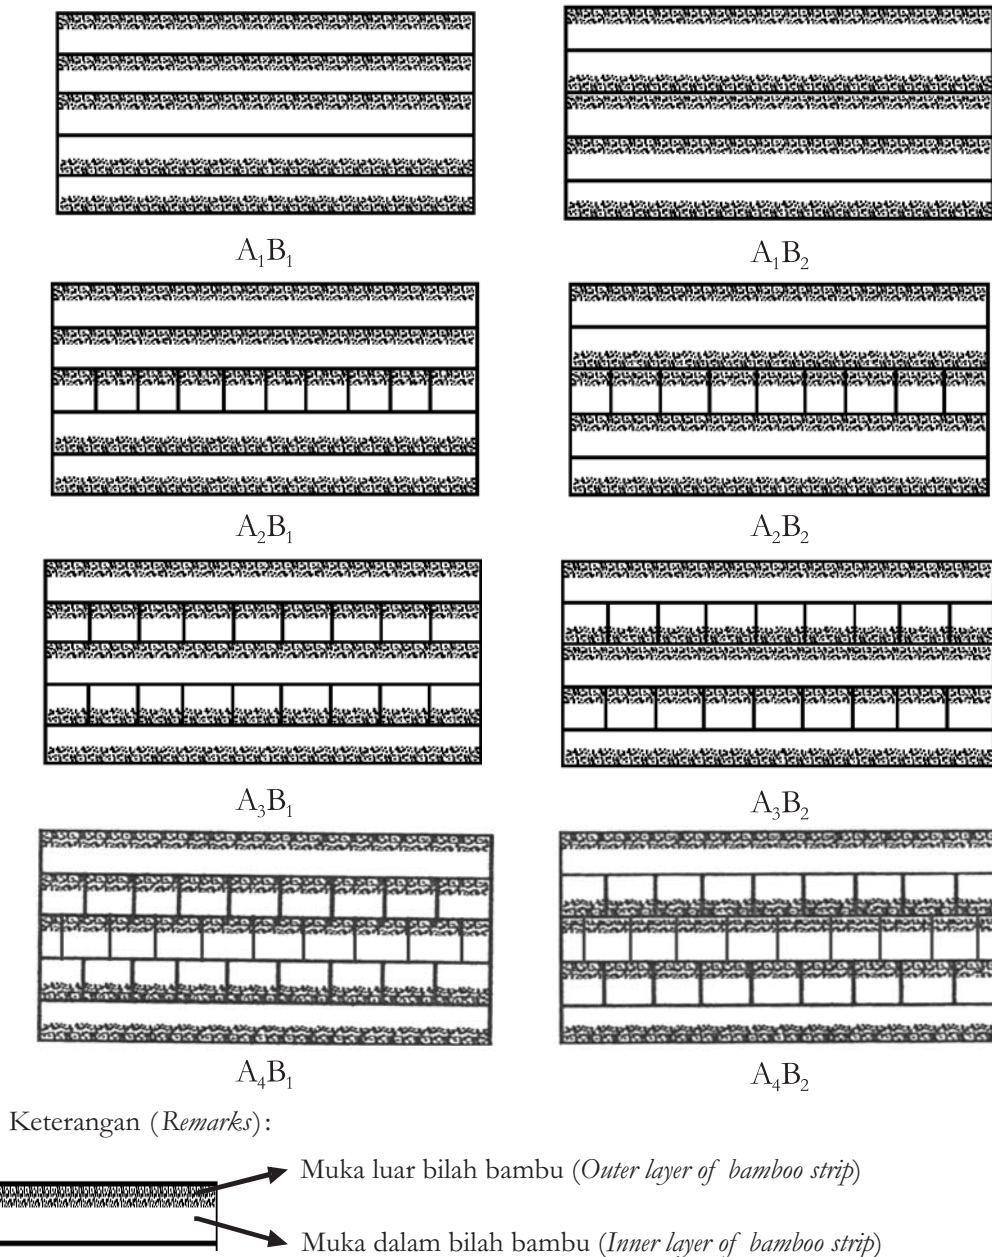 A₁B₁
A₁B₂
A₂B₁
A₂B₂
A₃B₁
A₃B₂
A₄B₁
A₄B₂
Keterangan (Remarks):
Muka luar bilah bambu (Outer layer of bamboo strip)
Muka dalam bilah bambu (Inner layer of bamboo strip)